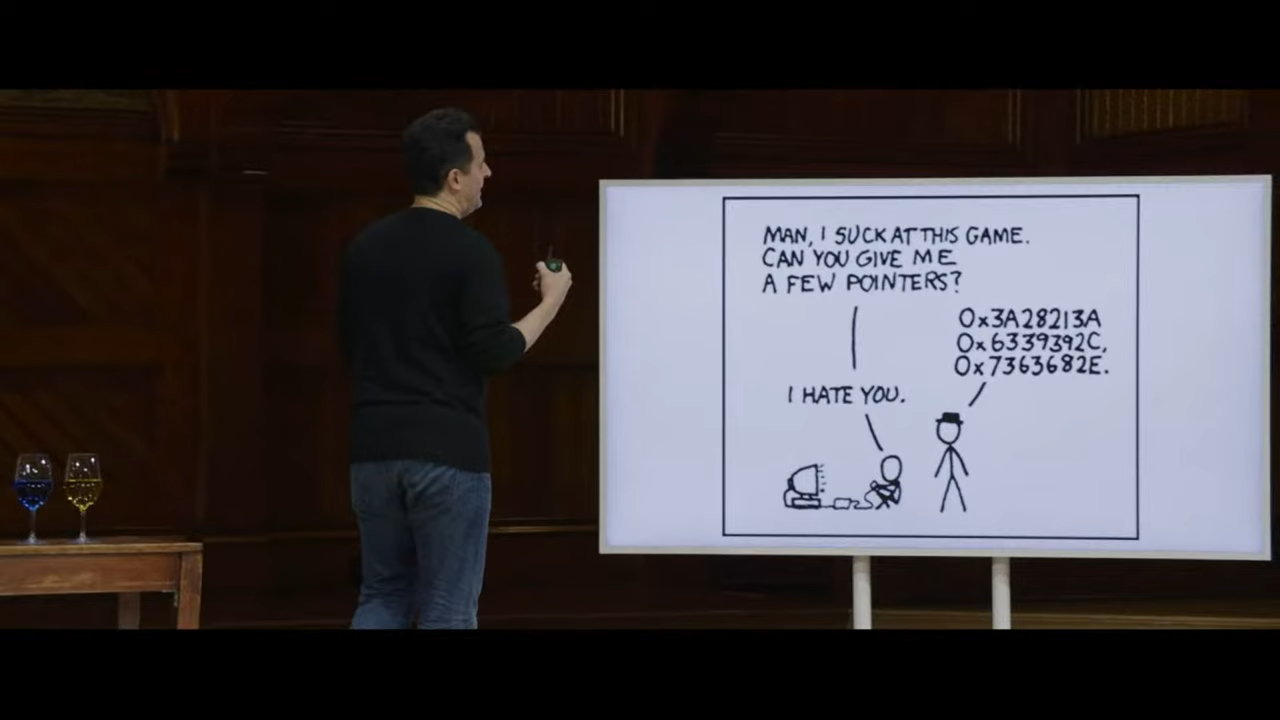 MAN, I SUCK AT THIS GAME.
CAN YOU GIVE ME
A FEW POINTERS?
0x3A28213A
0x6339392C,
0x7363682E.
I HATE YOU.